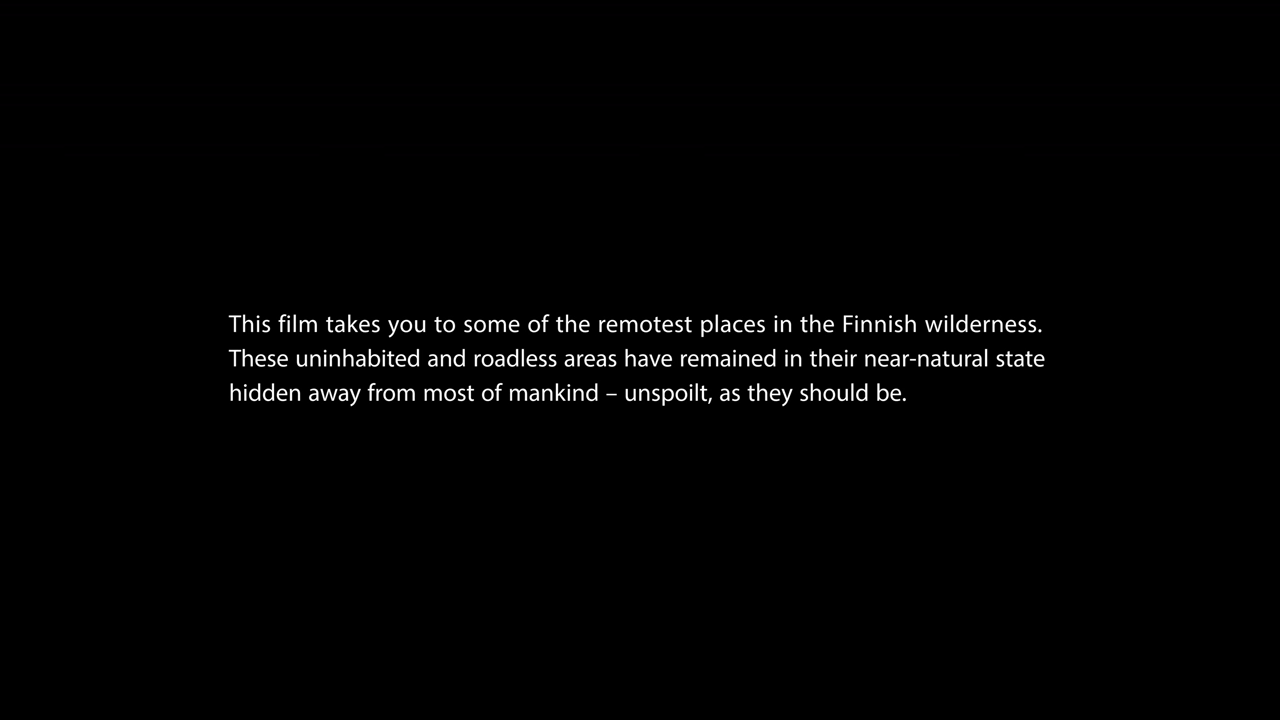 This film takes you to some of the remotest places in the Finnish wilderness.
These uninhabited and roadless areas have remained in their near-natural state
hidden away from most of mankind – unspoilt, as they should be.